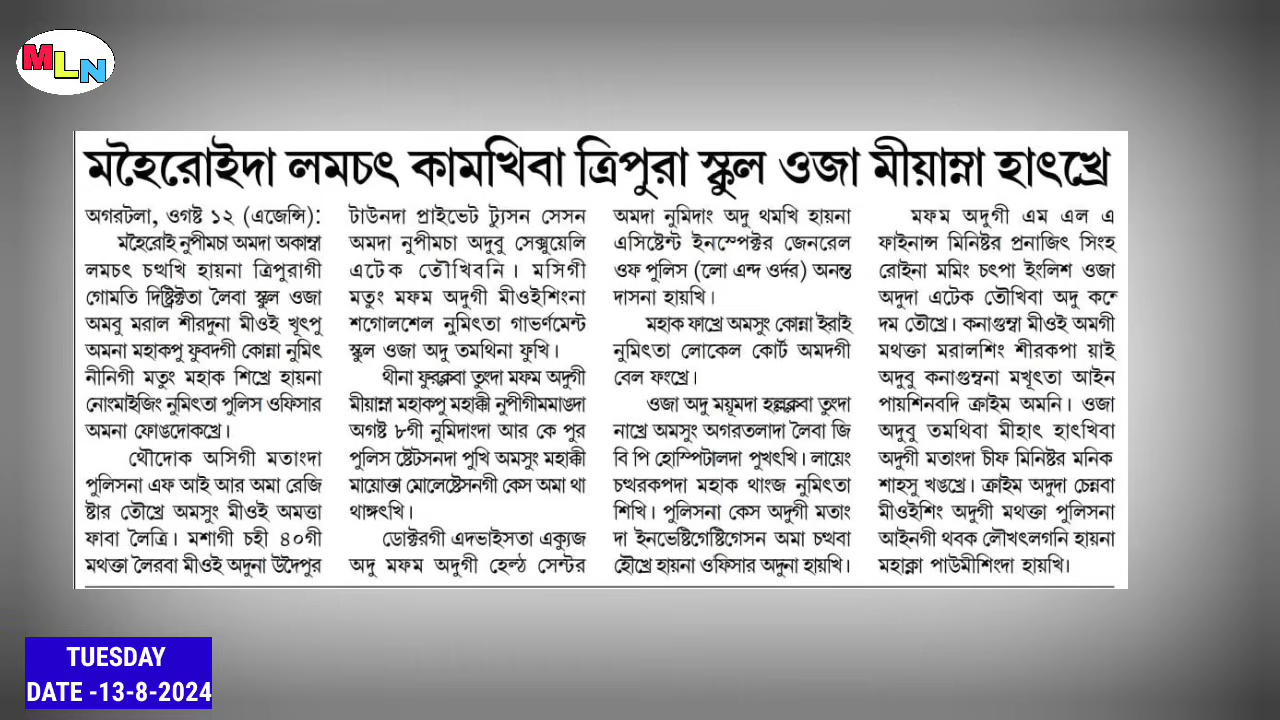 MLN
মহৈরোইদা লমচৎ কামখিবা ত্রিপুরা স্কুল ওজা মীয়াম্না হাৎখ্রে
অগরটলা, ওগষ্ট ১২ (এজেন্সি):
মহৈরোই নুপীমচা অমদা অকাম্বা
লমচৎ চত্থখি হায়না ত্রিপুরাগী
গোমতি দিষ্ট্রিক্টতা লৈবা স্কুল ওজা
অমবু মরাল শীরদুনা মীওই খূৎপু
অমনা মহাকপু ফুবদগী কোন্না নুমিৎ
নীনিগী মতুং মহাক শিখ্রে হায়না
নোংমাইজিং নুমিৎতা পুলিস ওফিসার
অমনা ফোঙদোকখ্রে।
থৌদোক অসিগী মতাংদা
পুলিসনা এফ আই আর অমা রেজি
ষ্টার তৌখ্রে অমসুং মীওই অমত্তা
ফাবা লৈত্রি। মশাগী চহী ৪০গী
মথক্তা লৈরবা মীওই অদুনা উদৈপুর
টাউনদা প্রাইভেট ট্যুসন সেসন
অমদা নুপীমচা অদুবু সেক্সুয়েলি
এটেক তৌখিবনি। মসিগী
মতুং মফম অদুগী মীওইশিংনা
শগোলশেল নুমিৎতা গাভর্ণমেন্ট
স্কুল ওজা অদু তমথিনা ফুখি।
থীনা ফুরক্লবা তুংদা মফম অদুগী
মীয়াম্না মহাকপু মহাক্কী নুপীগীমমাঙদা
অগষ্ট ৮গী নুমিদাংদা আর কে পুর
পুলিস ষ্টেটসনদা পুখি অমসুং মহাক্কী
মায়োক্তা মোলেষ্টেসনগী কেস অমা থা
থাঙ্গৎখি।
ডোক্টরগী এদভাইসতা এক্যুজ
অদু মফম অদুগী হেল্ঠ সেন্টর
অমদা নুমিদাং অদু থমখি হায়না
এসিষ্টেন্ট ইনস্পেক্টর জেনরেল
ওফ পুলিস (লো এন্দ ওর্দর) অনন্ত
দাসনা হায়খি।
মহাক ফাখ্রে অমসুং কোন্না ইরাই
নুমিৎতা লোকেল কোর্ট অমদগী
বেল ফংখ্রে।
ওজা অদু ময়ূমদা হল্লক্লবা তুংদা
নাখ্রে অমসুং অগরতলাদা লৈবা জি
বি পি হোস্পিটালদা পুখৎখি। লায়েং
চত্থরকপদা মহাক থাংজ নুমিৎতা
শিখি। পুলিসনা কেস অদুগী মতাং
দা ইনভেষ্টিগেষ্টিগেসন অমা চত্থবা
হৌখ্রে হায়না ওফিসার অদুনা হায়খি।
মফম অদুগী এম এল এ
ফাইনান্স মিনিষ্টর প্রনাজিৎ সিংহ
রোইনা মমিং চৎপা ইংলিশ ওজা
অদুদা এটেক তৌখিবা অদু কন্দে
দম তৌখ্রে। কনাগুম্বা মীওই অমগী
মথক্তা মরালশিং শীরকপা য়াই
অদুবু কনাগুম্বনা মখূৎতা আইন
পায়শিনবদি ক্রাইম অমনি। ওজা
অদুবু তমথিবা মীহাৎ হাৎখিবা
অদুগী মতাংদা চীফ মিনিষ্টর মনিক
শাহসু খঙখ্রে। ক্রাইম অদুদা চেন্নবা
মীওইশিং অদুগী মথক্তা পুলিসনা
আইনগী থবক লৌখৎলগনি হায়না
মহাক্না পাউমীশিংদা হায়খি।
TUESDAY
DATE -13-8-2024